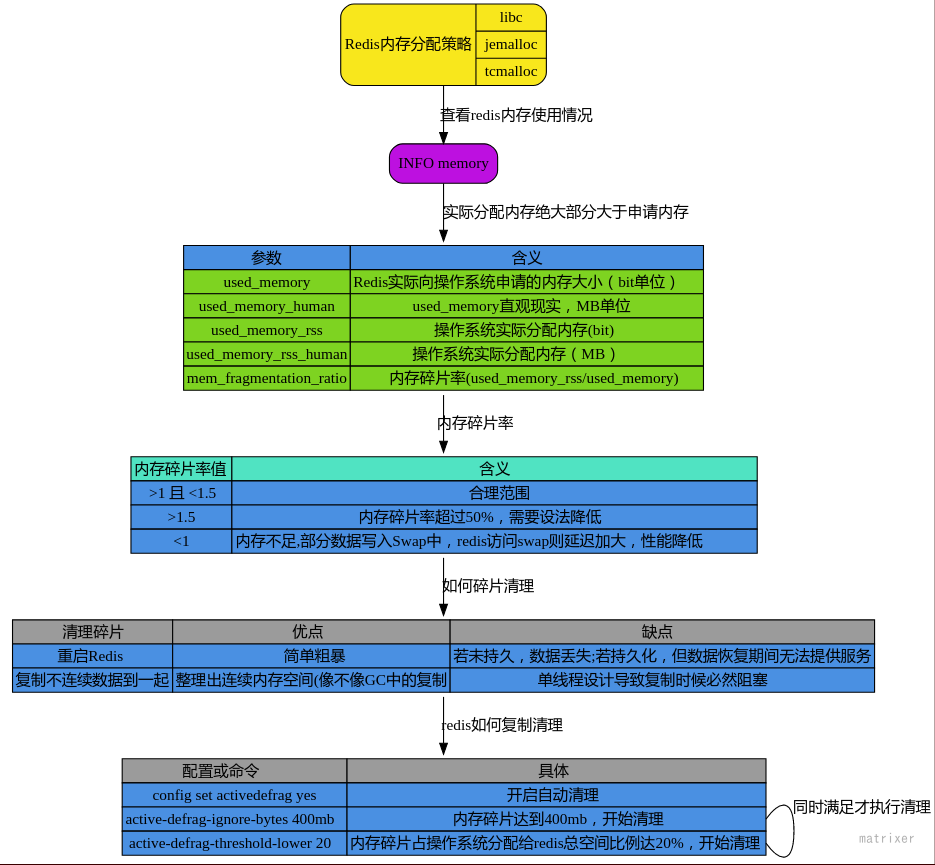 Redis内存分配策略
libc
jemalloc
tcmalloc
查看redis内存使用情况
INFO memory
实际分配内存绝大部分大于申请内存
参数 含义
used_memory Redis实际向操作系统申请的内存大小（bit单位）
used_memory_human used_memory直观现实，MB单位
used_memory_rss 操作系统实际分配内存(bit)
used_memory_rss_human 操作系统实际分配内存（MB）
mem_fragmentation_ratio 内存碎片率(used_memory_rss/used_memory)
内存碎片率
内存碎片率值 含义
>1 且 <1.5 合理范围
>1.5 内存碎片率超过50%，需要设法降低
<1 内存不足,部分数据写入Swap中，redis访问swap则延迟加大，性能降低
如何碎片清理
清理碎片 优点 缺点
重启Redis 简单粗暴 若未持久，数据丢失;若持久化，但数据恢复期间无法提供服务
复制不连续数据到一起 整理出连续内存空间(像不像GC中的复制 单线程设计导致复制时候必然阻塞
redis如何复制清理
配置或命令 具体
config set activedefrag yes 开启自动清理
active-defrag-ignore-bytes 400mb 内存碎片达到400mb，开始清理
active-defrag-threshold-lower 20 内存碎片占操作系统分配给redis总空间比例达20%，开始清理
同时满足才执行清理
matrixer